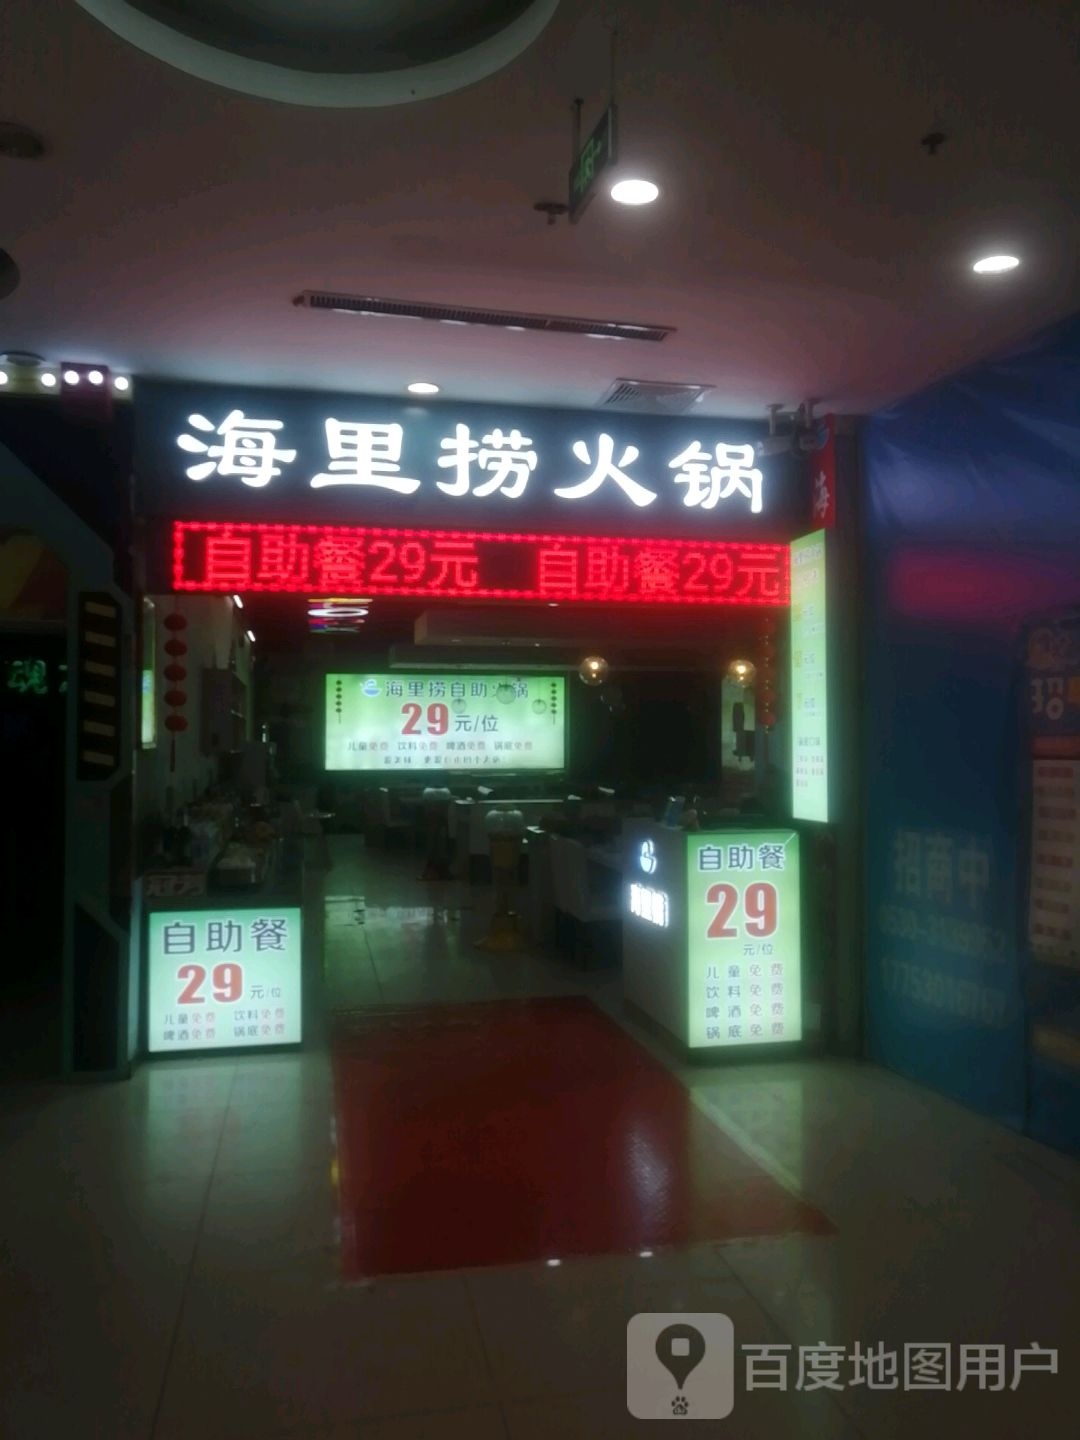 海里捞火锅
自助餐29元 自助餐29元
海
海里捞自助火锅
29元/位
儿童免费 饮料免费 啤酒免费 锅底免费
自助餐
29
元/位
儿童免费
饮料免费
啤酒免费
锅底免费
自助餐
29元/位
儿童免费 饮料免费
啤酒免费 锅底免费
招商中
招
百度地图用户